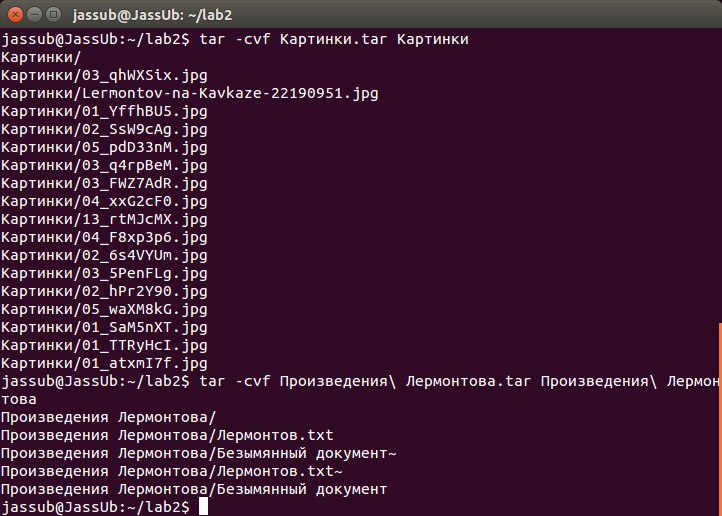 jassub@JassUb: ~/lab2
jassub@JassUb:~/lab2$ tar -cvf Картинки.tar Картинки
Картинки/
Картинки/03_qhWXSix.jpg
Картинки/Lermontov-na-Kavkaze-22190951.jpg
Картинки/01_YffhBU5.jpg
Картинки/02_SsW9cAg.jpg
Картинки/05_pdD33nM.jpg
Картинки/03_q4rpBeM.jpg
Картинки/03_FWZ7AdR.jpg
Картинки/04_xxG2cF0.jpg
Картинки/13_rtMJcMX.jpg
Картинки/04_F8xp3p6.jpg
Картинки/02_6s4VYUm.jpg
Картинки/03_5PenFLg.jpg
Картинки/02_hPr2Y90.jpg
Картинки/05_waXM8kG.jpg
Картинки/01_SaM5nXT.jpg
Картинки/01_TTRyHcI.jpg
Картинки/01_atxmI7f.jpg
jassub@JassUb:~/lab2$ tar -cvf Произведения\ Лермонтова.tar Произведения\ Лермон
това
Произведения Лермонтова/
Произведения Лермонтова/Лермонтов.txt
Произведения Лермонтова/Безымянный документ~
Произведения Лермонтова/Лермонтов.txt~
Произведения Лермонтова/Безымянный документ
jassub@JassUb:~/lab2$